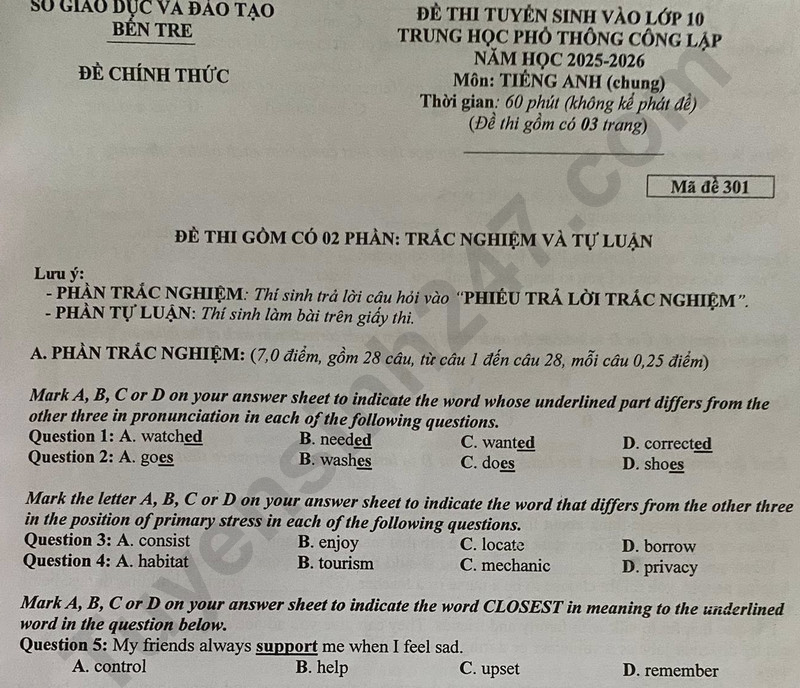 SỞ GIÁO DỤC VÀ ĐÀO TẠO
BẾN TRE
ĐỀ CHÍNH THỨC
ĐỀ THI TUYỂN SINH VÀO LỚP 10
TRUNG HỌC PHỔ THÔNG CÔNG LẬP
NĂM HỌC 2025-2026
Môn: TIẾNG ANH (chung)
Thời gian: 60 phút (không kể phát đề)
(Đề thi gồm có 03 trang)
Mã đề 301
ĐỀ THI GỒM CÓ 02 PHẦN: TRẮC NGHIỆM VÀ TỰ LUẬN
Lưu ý:
- PHẦN TRẮC NGHIỆM: Thí sinh trả lời câu hỏi vào "PHIẾU TRẢ LỜI TRẮC NGHIỆM".
- PHẦN TỰ LUẬN: Thí sinh làm bài trên giấy thi.
A. PHẦN TRẮC NGHIỆM: (7,0 điểm, gồm 28 câu, từ câu 1 đến câu 28, mỗi câu 0,25 điểm)
Mark A, B, C or D on your answer sheet to indicate the word whose underlined part differs from the
other three in pronunciation in each of the following questions.
Question 1: A. watched B. needed C. wanted D. corrected
Question 2: A. goes B. washes C. does D. shoes
Mark the letter A, B, C or D on your answer sheet to indicate the word that differs from the other three
in the position of primary stress in each of the following questions.
Question 3: A. consist B. enjoy C. locate D. borrow
Question 4: A. habitat B. tourism C. mechanic D. privacy
Mark A, B, C or D on your answer sheet to indicate the word CLOSEST in meaning to the underlined
word in the question below.
Question 5: My friends always support me when I feel sad.
A. control B. help C. upset D. remember
Tuyensinh247.com